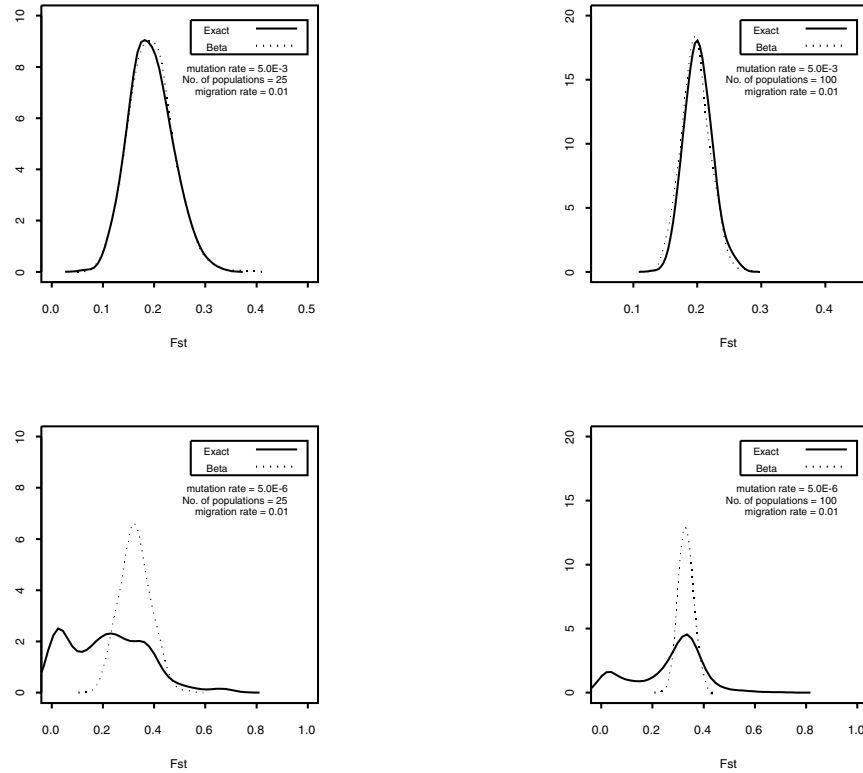 10
8
6
4
2
0
Exact
Beta
mutation rate = 5.0E-3
No. of populations = 25
migration rate = 0.01
0.0 0.1 0.2 0.3 0.4 0.5
Fst
20
15
10
5
0
Exact
Beta
mutation rate = 5.0E-3
No. of populations = 100
migration rate = 0.01
0.1 0.2 0.3 0.4
Fst
10
8
6
4
2
0
Exact
Beta
mutation rate = 5.0E-6
No. of populations = 25
migration rate = 0.01
0.0 0.2 0.4 0.6 0.8 1.0
Fst
20
15
10
5
0
Exact
Beta
mutation rate = 5.0E-6
No. of populations = 100
migration rate = 0.01
0.0 0.2 0.4 0.6 0.8 1.0
Fst